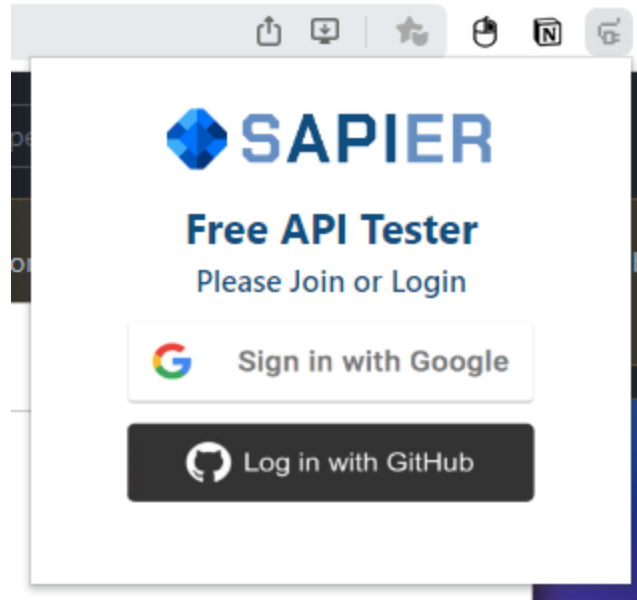 SAPIER
Free API Tester
Please Join or Login
Sign in with Google
Log in with GitHub